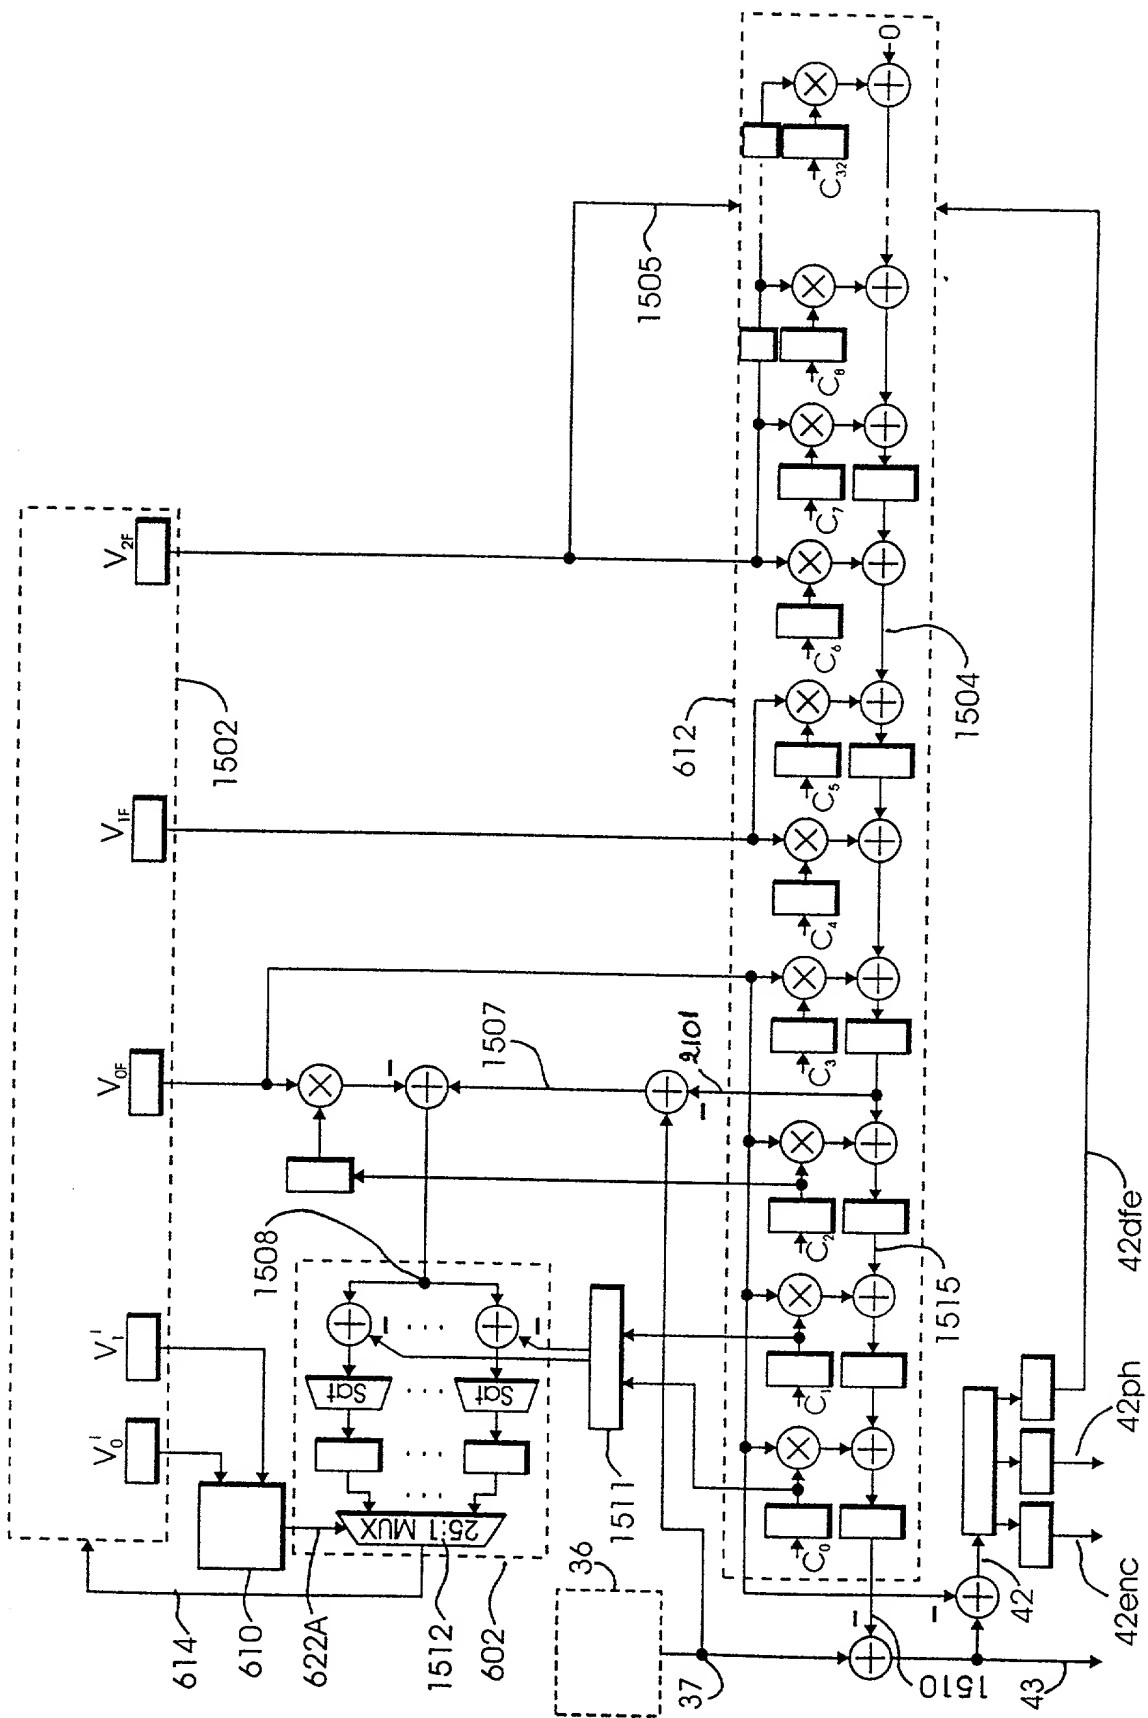 V₂F
V₁F
V₀F
V₁ⁱ
V₀ⁱ
1502
1505
614
610
622A
1512
602
25:1 MUX
Sat
Sat
. . .
. . .
. . .
. . .
1508
1507
2101
1511
36
37
612
0
C₃₂
C₈
C₇
C₆
C₅
C₄
C₃
C₂
C₁
C₀
1504
1515
1510
43
42
42enc
42ph
42dfe